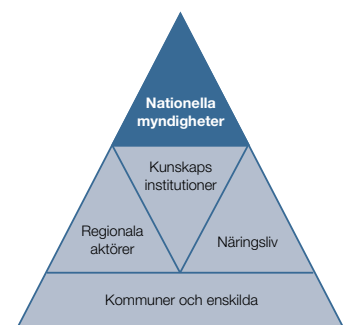 Nationella
myndigheter
Kunskaps
institutioner
Regionala
aktörer
Näringsliv
Kommuner och enskilda